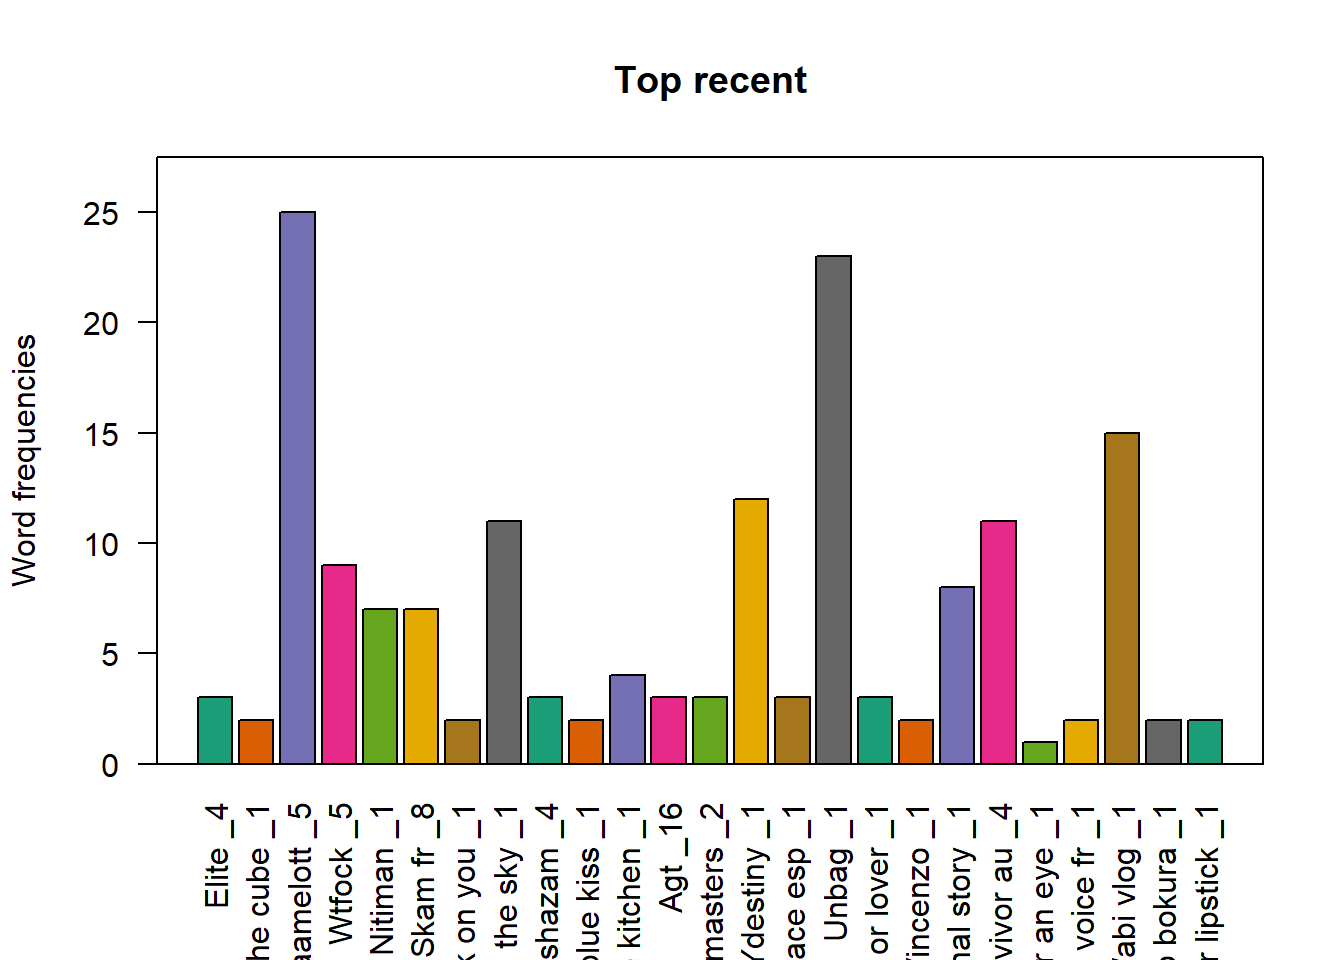 Top recent
Word frequencies
25
20
15
10
5
0
Elite _4
he cube _1
aamelott _5
Wtfock _5
Nitiman _1
Skam fr _8
on you _1
the sky _1
shazam _4
blue kiss _1
kitchen _1
Agt _16
masters _2
Ydestiny _1
ace esp _1
Unbag _1
or lover _1
incenzo _1
nal story _1
vivor au _4
r an eye _1
voice fr _1
abi vlog _1
bokura _1
r lipstick _1